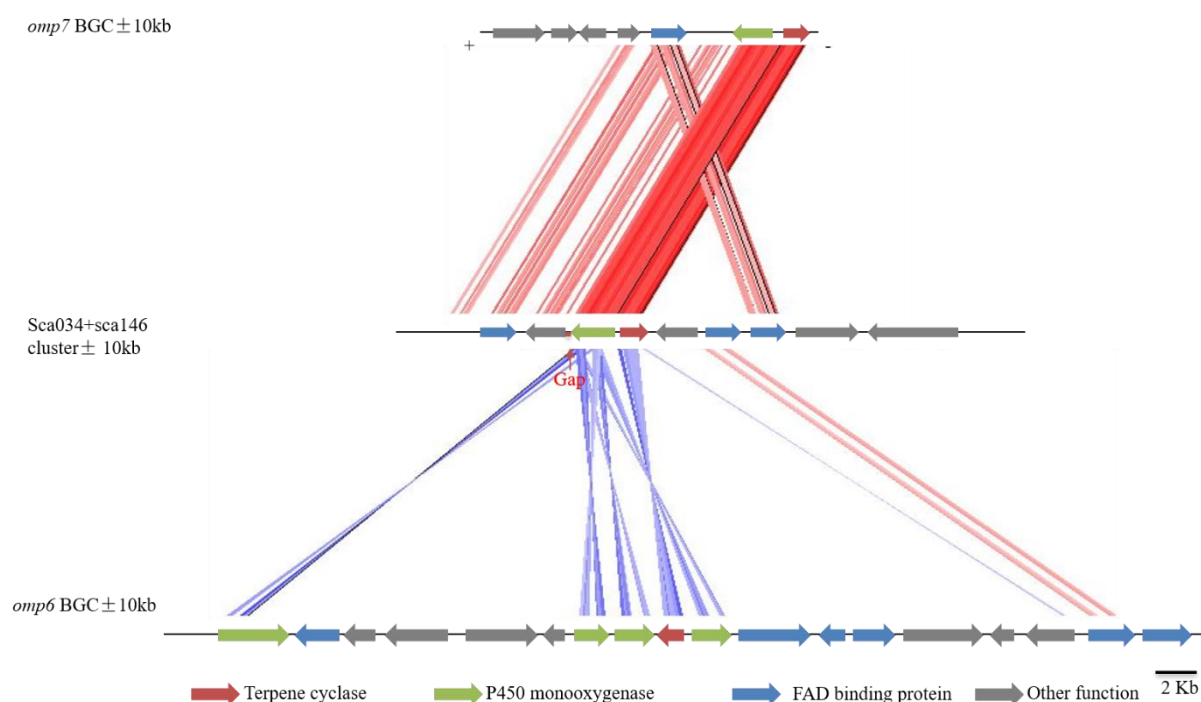 omp7 BGC±10kb
+ -
Sca034+sca146
cluster± 10kb
Gap
omp6 BGC±10kb
2 Kb
Terpene cyclase P450 monooxygenase FAD binding protein Other function